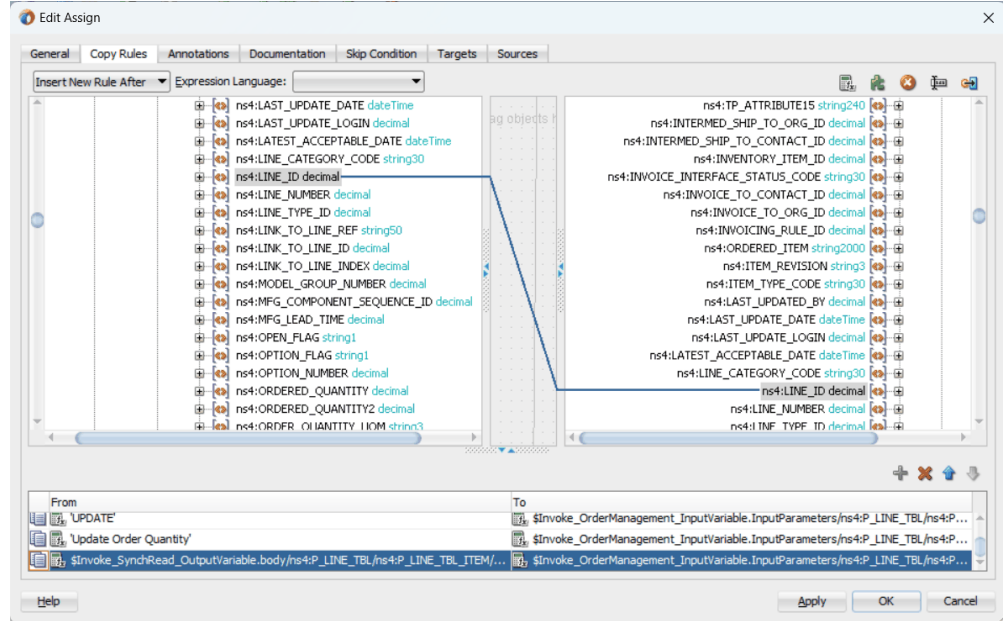 Edit Assign
General Copy Rules Annotations Documentation Skip Condition Targets Sources
Insert New Rule After Expression Language:
ns4:LAST_UPDATE_DATE dateTime
ns4:LAST_UPDATE_LOGIN decimal
ns4:LATEST_ACCEPTABLE_DATE dateTime
ns4:LINE_CATEGORY_CODE string30
ns4:LINE_ID decimal
ns4:LINE_NUMBER decimal
ns4:LINE_TYPE_ID decimal
ns4:LINK_TO_LINE_REF string50
ns4:LINK_TO_LINE_ID decimal
ns4:LINK_TO_LINE_INDEX decimal
ns4:MODEL_GROUP_NUMBER decimal
ns4:MFG_COMPONENT_SEQUENCE_ID decimal
ns4:MFG_LEAD_TIME decimal
ns4:OPEN_FLAG string1
ns4:OPTION_FLAG string1
ns4:OPTION_NUMBER decimal
ns4:ORDERED_QUANTITY decimal
ns4:ORDERED_QUANTITY2 decimal
ns4:ORDER_QUANTITY_UOM string3
ag objects
ns4:TP_ATTRIBUTE15 string240
ns4:INTERMED_SHIP_TO_ORG_ID decimal
ns4:INTERMED_SHIP_TO_CONTACT_ID decimal
ns4:INVENTORY_ITEM_ID decimal
ns4:INVOICE_INTERFACE_STATUS_CODE string30
ns4:INVOICE_TO_CONTACT_ID decimal
ns4:INVOICE_TO_ORG_ID decimal
ns4:INVOICING_RULE_ID decimal
ns4:ORDERED_ITEM string2000
ns4:ITEM_REVISION string3
ns4:ITEM_TYPE_CODE string30
ns4:LAST_UPDATED_BY decimal
ns4:LAST_UPDATE_DATE dateTime
ns4:LAST_UPDATE_LOGIN decimal
ns4:LATEST_ACCEPTABLE_DATE dateTime
ns4:LINE_CATEGORY_CODE string30
ns4:LINE_ID decimal
ns4:LINE_NUMBER decimal
ns4:LINE_TYPE_ID decimal
From To
'UPDATE' $Invoke_OrderManagement_InputVariable.InputParameters/ns4:P_LINE_TBL/ns4:P...
'Update Order Quantity' $Invoke_OrderManagement_InputVariable.InputParameters/ns4:P_LINE_TBL/ns4:P...
$Invoke_SynchRead_OutputVariable.body/ns4:P_LINE_TBL/ns4:P_LINE_TBL_ITEM/... $Invoke_OrderManagement_InputVariable.InputParameters/ns4:P_LINE_TBL/ns4:P...
Help Apply OK Cancel